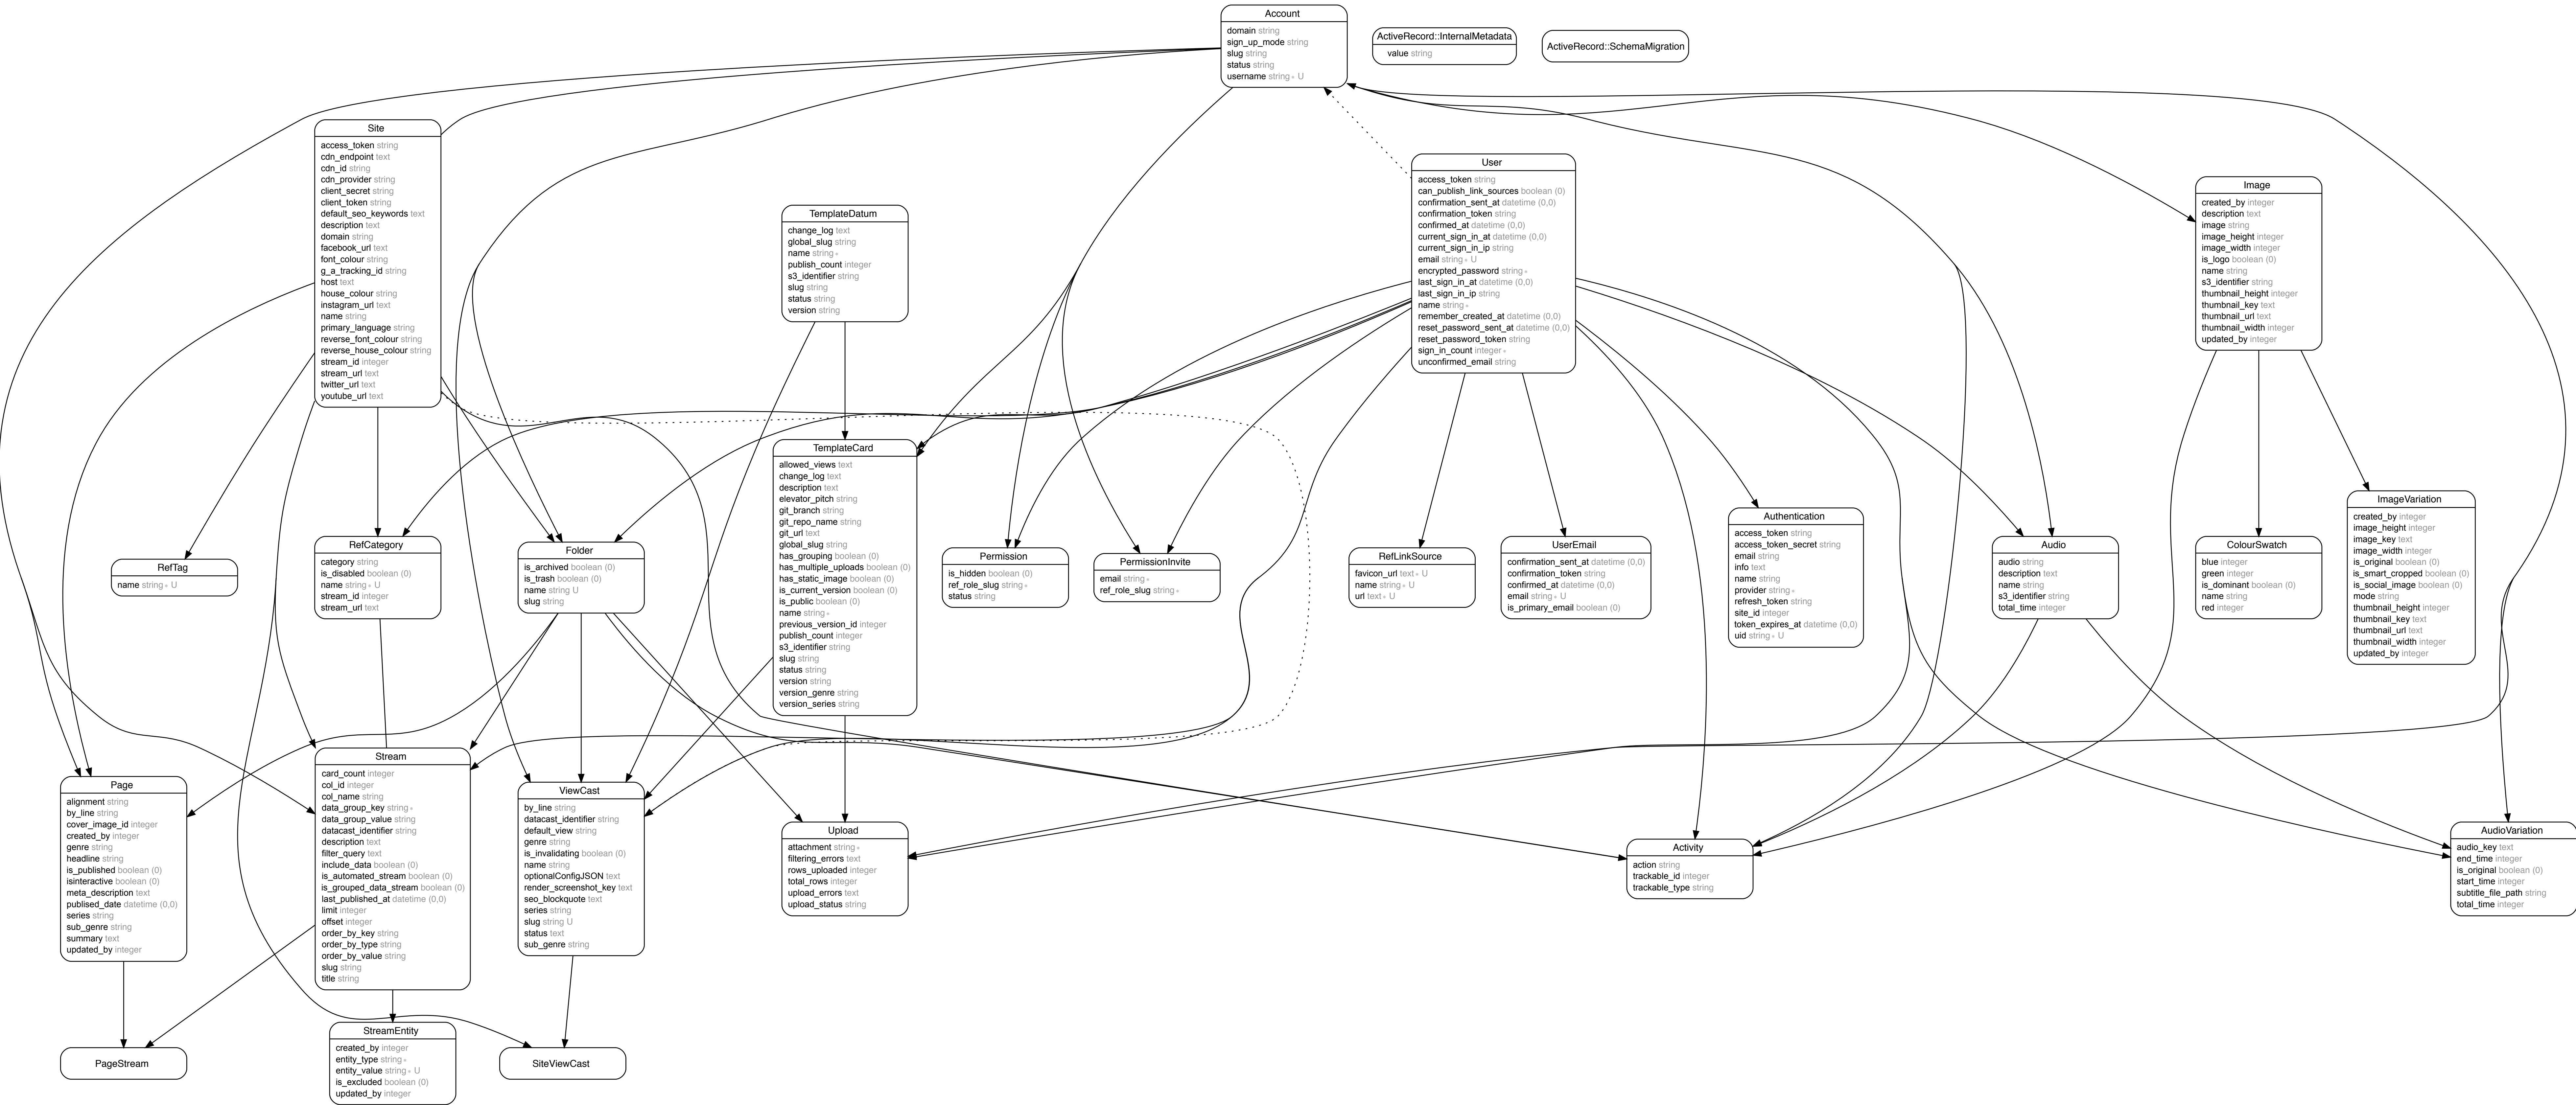 Account
domain string
sign_up_mode string
slug string
status string
username string∗ U
ActiveRecord::InternalMetadata
value string
ActiveRecord::SchemaMigration
Site
access_token string
cdn_endpoint text
cdn_id string
cdn_provider string
client_secret string
client_token string
default_seo_keywords text
description text
domain string
facebook_url text
font_colour string
g_a_tracking_id string
host text
house_colour string
instagram_url text
name string
primary_language string
reverse_font_colour string
reverse_house_colour string
stream_id integer
stream_url text
twitter_url text
youtube_url text
User
access_token string
can_publish_link_sources boolean (0)
confirmation_sent_at datetime (0,0)
confirmation_token string
confirmed_at datetime (0,0)
current_sign_in_at datetime (0,0)
current_sign_in_ip string
email string∗ U
encrypted_password string∗
last_sign_in_at datetime (0,0)
last_sign_in_ip string
name string∗
remember_created_at datetime (0,0)
reset_password_sent_at datetime (0,0)
reset_password_token string
sign_in_count integer∗
unconfirmed_email string
Image
created_by integer
description text
image string
image_height integer
image_width integer
is_logo boolean (0)
name string
s3_identifier string
thumbnail_height integer
thumbnail_key text
thumbnail_url text
thumbnail_width integer
updated_by integer
TemplateDatum
change_log text
global_slug string
name string∗
publish_count integer
s3_identifier string
slug string
status string
version string
TemplateCard
allowed_views text
change_log text
description text
elevator_pitch string
git_branch string
git_repo_name string
git_url text
global_slug string
has_grouping boolean (0)
has_multiple_uploads boolean (0)
has_static_image boolean (0)
is_current_version boolean (0)
is_public boolean (0)
name string∗
previous_version_id integer
publish_count integer
s3_identifier string
slug string
status string
version string
version_genre string
version_series string
RefTag
name string∗ U
RefCategory
category string
is_disabled boolean (0)
name string∗ U
stream_id integer
stream_url text
Folder
is_archived boolean (0)
is_trash boolean (0)
name string U
slug string
Permission
is_hidden boolean (0)
ref_role_slug string∗
status string
PermissionInvite
email string∗
ref_role_slug string∗
RefLinkSource
favicon_url text∗ U
name string∗ U
url text∗ U
UserEmail
confirmation_sent_at datetime (0,0)
confirmation_token string
confirmed_at datetime (0,0)
email string∗ U
is_primary_email boolean (0)
Authentication
access_token string
access_token_secret string
email string
info text
name string
provider string∗
refresh_token string
site_id integer
token_expires_at datetime (0,0)
uid string∗ U
Audio
audio string
description text
name string
s3_identifier string
total_time integer
ColourSwatch
blue integer
green integer
is_dominant boolean (0)
name string
red integer
ImageVariation
created_by integer
image_height integer
image_key text
image_width integer
is_original boolean (0)
is_smart_cropped boolean (0)
is_social_image boolean (0)
mode string
thumbnail_height integer
thumbnail_key text
thumbnail_url text
thumbnail_width integer
updated_by integer
Page
alignment string
by_line string
cover_image_id integer
created_by integer
genre string
headline string
is_published boolean (0)
isinteractive boolean (0)
meta_description text
publised_date datetime (0,0)
series string
sub_genre string
summary text
updated_by integer
Stream
card_count integer
col_id integer
col_name string
data_group_key string∗
data_group_value string
datacast_identifier string
description text
filter_query text
include_data boolean (0)
is_automated_stream boolean (0)
is_grouped_data_stream boolean (0)
last_published_at datetime (0,0)
limit integer
offset integer
order_by_key string
order_by_type string
order_by_value string
slug string
title string
ViewCast
by_line string
datacast_identifier string
default_view string
genre string
is_invalidating boolean (0)
name string
optionalConfigJSON text
render_screenshot_key text
seo_blockquote text
series string
slug string U
status text
sub_genre string
Upload
attachment string∗
filtering_errors text
rows_uploaded integer
total_rows integer
upload_errors text
upload_status string
Activity
action string
trackable_id integer
trackable_type string
AudioVariation
audio_key text
end_time integer
is_original boolean (0)
start_time integer
subtitle_file_path string
total_time integer
PageStream
StreamEntity
created_by integer
entity_type string∗
entity_value string∗ U
is_excluded boolean (0)
updated_by integer
SiteViewCast